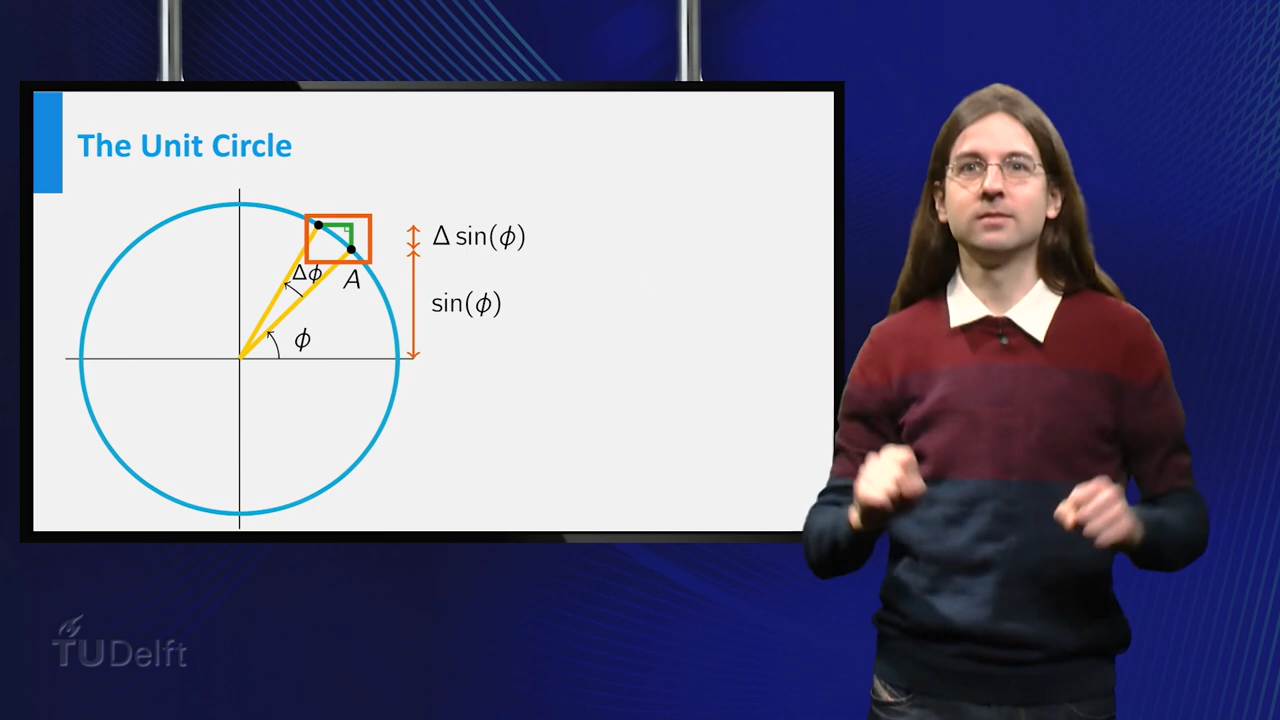 The Unit Circle
Δ sin(ϕ)
Δϕ
A
sin(ϕ)
ϕ
TUDelft